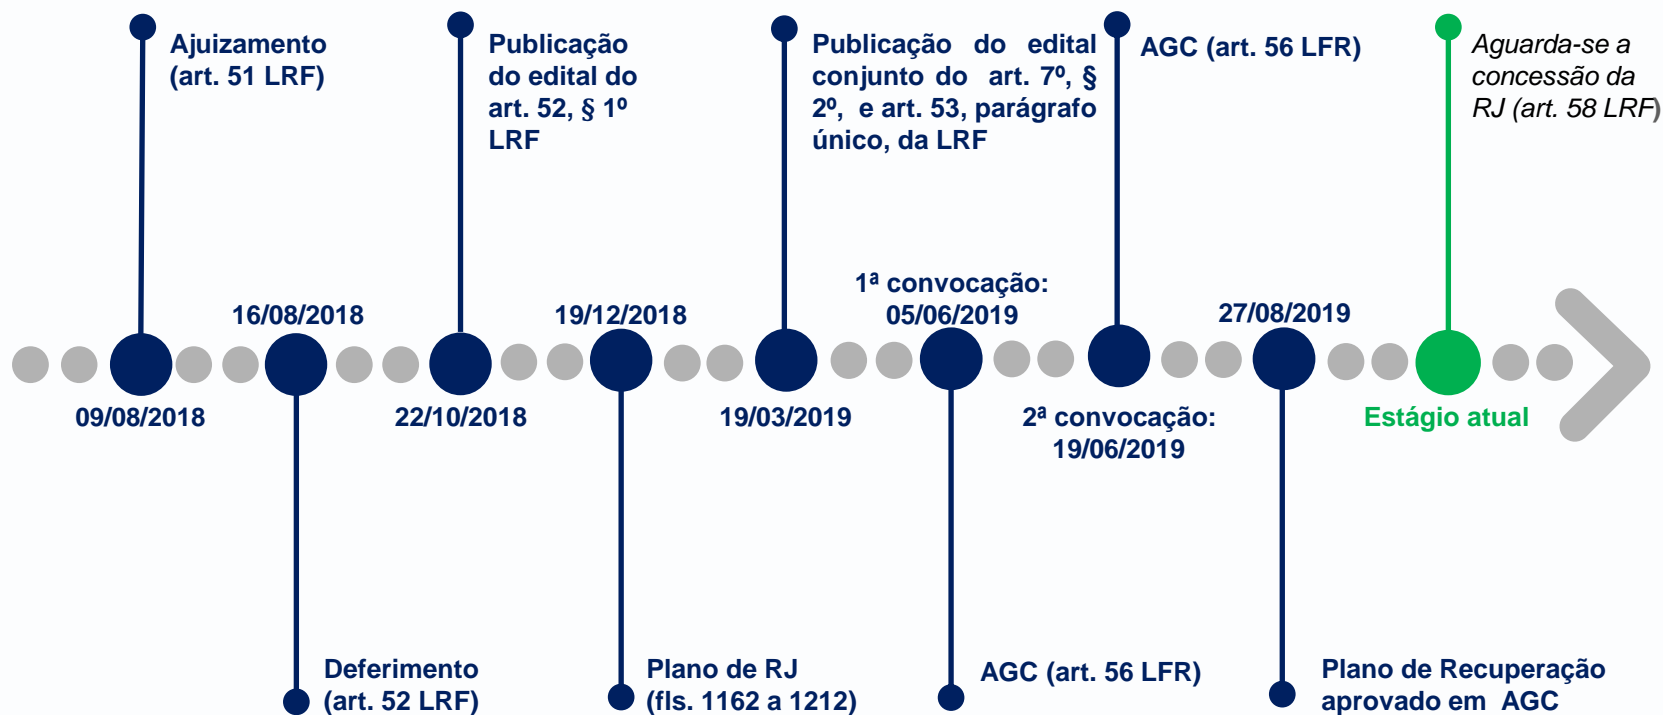 Ajuizamento
(art. 51 LRF)
Publicação
do edital do
art. 52, § 1º
LRF
Publicação do edital
conjunto do art. 7º, §
2º, e art. 53, parágrafo
único, da LRF
AGC (art. 56 LFR)
Aguarda-se a
concessão da
RJ (art. 58 LRF)
16/08/2018
19/12/2018
1ª convocação:
05/06/2019
27/08/2019
09/08/2018
22/10/2018
19/03/2019
2ª convocação:
19/06/2019
Estágio atual
Deferimento
(art. 52 LRF)
Plano de RJ
(fls. 1162 a 1212)
AGC (art. 56 LFR)
Plano de Recuperação
aprovado em AGC